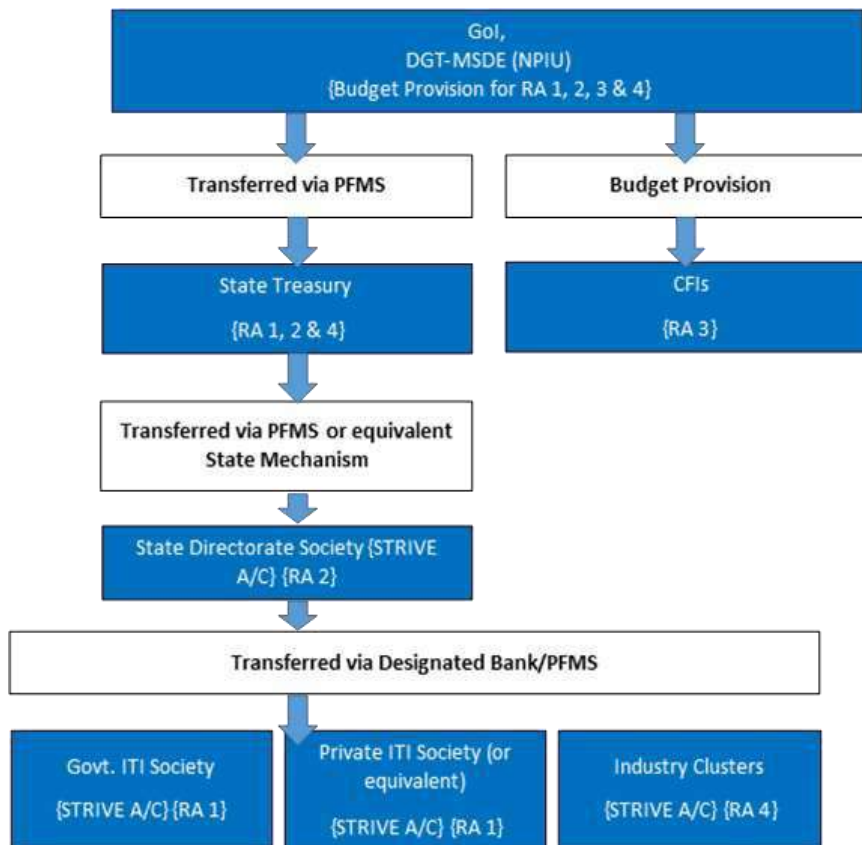 GoI,
DGT-MSDE (NPIU)
{Budget Provision for RA 1, 2, 3 & 4}
Transferred via PFMS
Budget Provision
State Treasury
{RA 1, 2 & 4}
CFIs
{RA 3}
Transferred via PFMS or equivalent
State Mechanism
State Directorate Society {STRIVE
A/C} {RA 2}
Transferred via Designated Bank/PFMS
Govt. ITI Society
{STRIVE A/C} {RA 1}
Private ITI Society (or
equivalent)
{STRIVE A/C} {RA 1}
Industry Clusters
{STRIVE A/C} {RA 4}